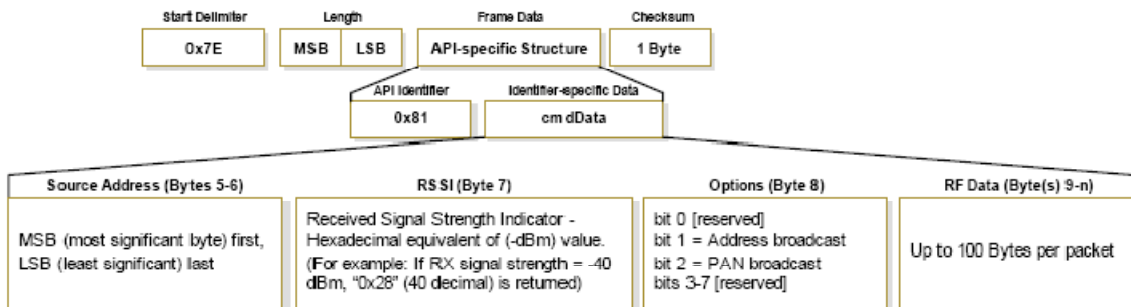 Start Delimiter
Length
Frame Data
Checksum
0x7E
MSB
LSB
API-specific Structure
1 Byte
API Identifier
Identifier-specific Data
0x81
cmdData
Source Address (Bytes 5-6)
MSB (most significant byte) first,
LSB (least significant) last
RSSI (Byte 7)
Received Signal Strength Indicator -
Hexadecimal equivalent of (-dBm) value.
(For example: If RX signal strength = -40
dBm, "0x28" (40 decimal) is returned)
Options (Byte 8)
bit 0 [reserved]
bit 1 = Address broadcast
bit 2 = PAN broadcast
bits 3-7 [reserved]
RF Data (Byte(s) 9-n)
Up to 100 Bytes per packet